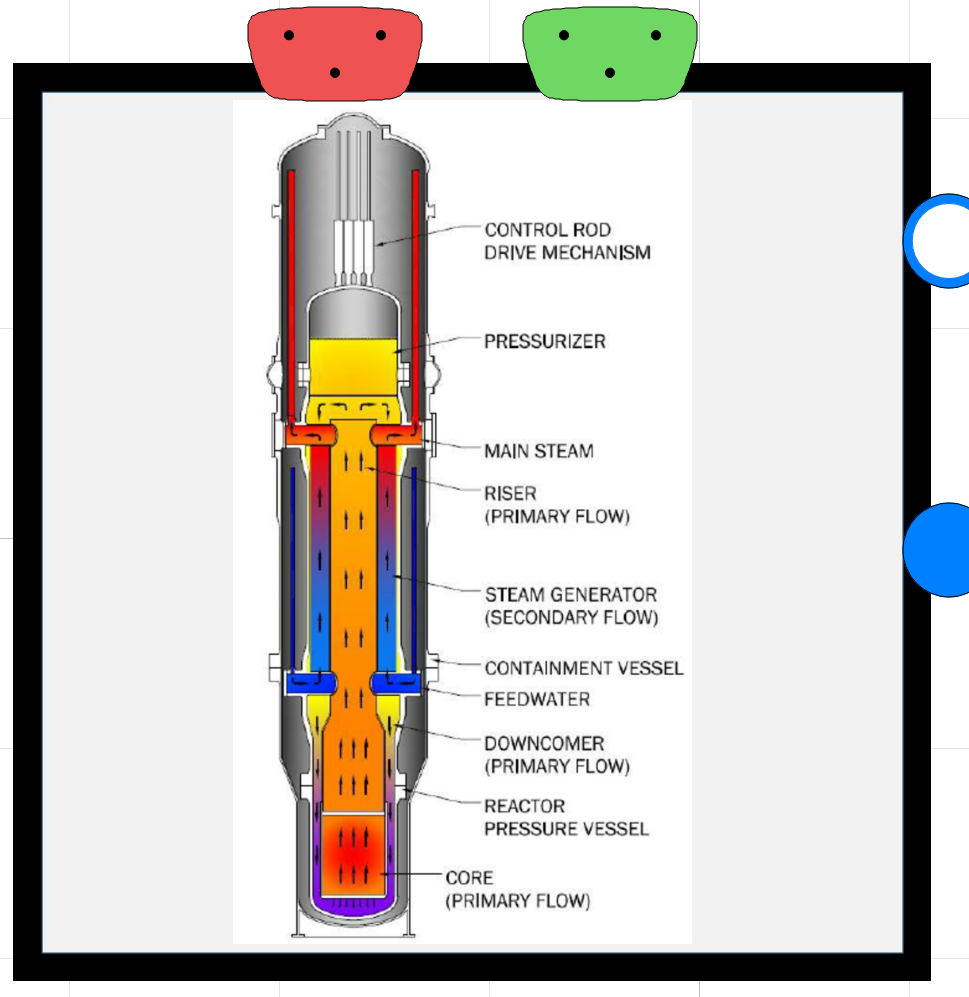 CONTROL ROD
DRIVE MECHANISM
PRESSURIZER
MAIN STEAM
RISER
(PRIMARY FLOW)
STEAM GENERATOR
(SECONDARY FLOW)
CONTAINMENT VESSEL
FEEDWATER
DOWNCOMER
(PRIMARY FLOW)
REACTOR
PRESSURE VESSEL
CORE
(PRIMARY FLOW)